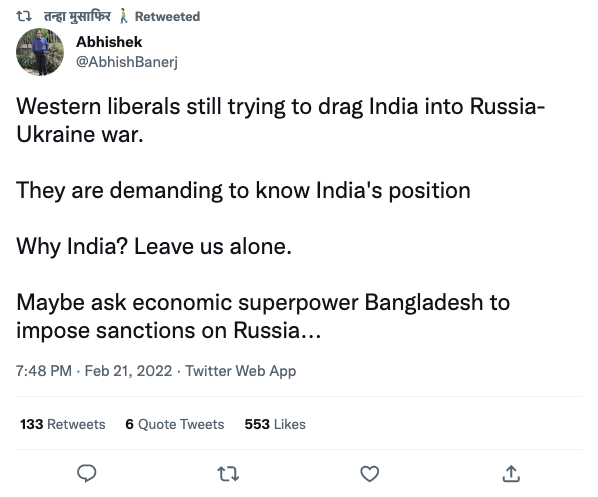 तन्हा मुसाफिर 🚶 Retweeted
Abhishek
@AbhishBanerj
Western liberals still trying to drag India into Russia-
Ukraine war.
They are demanding to know India's position
Why India? Leave us alone.
Maybe ask economic superpower Bangladesh to
impose sanctions on Russia...
7:48 PM · Feb 21, 2022 · Twitter Web App
133 Retweets 6 Quote Tweets 553 Likes